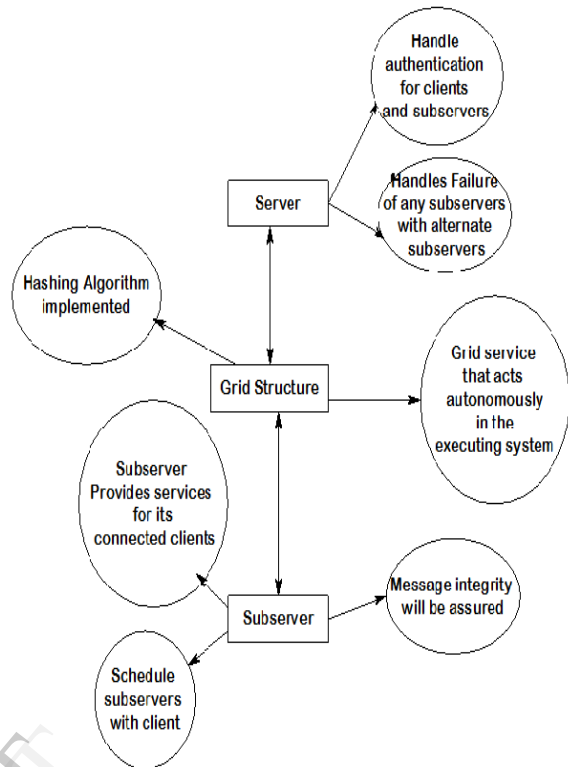 Handle
authentication
for clients
and subservers
Server
Handles Failure
of any subservers
with alternate
subservers
Hashing Algorithm
implemented
Grid Structure
Grid service
that acts
autonomously
in the
executing system
Subserver
Provides services
for its
connected clients
Subserver
Message integrity
will be assured
Schedule
subservers
with client